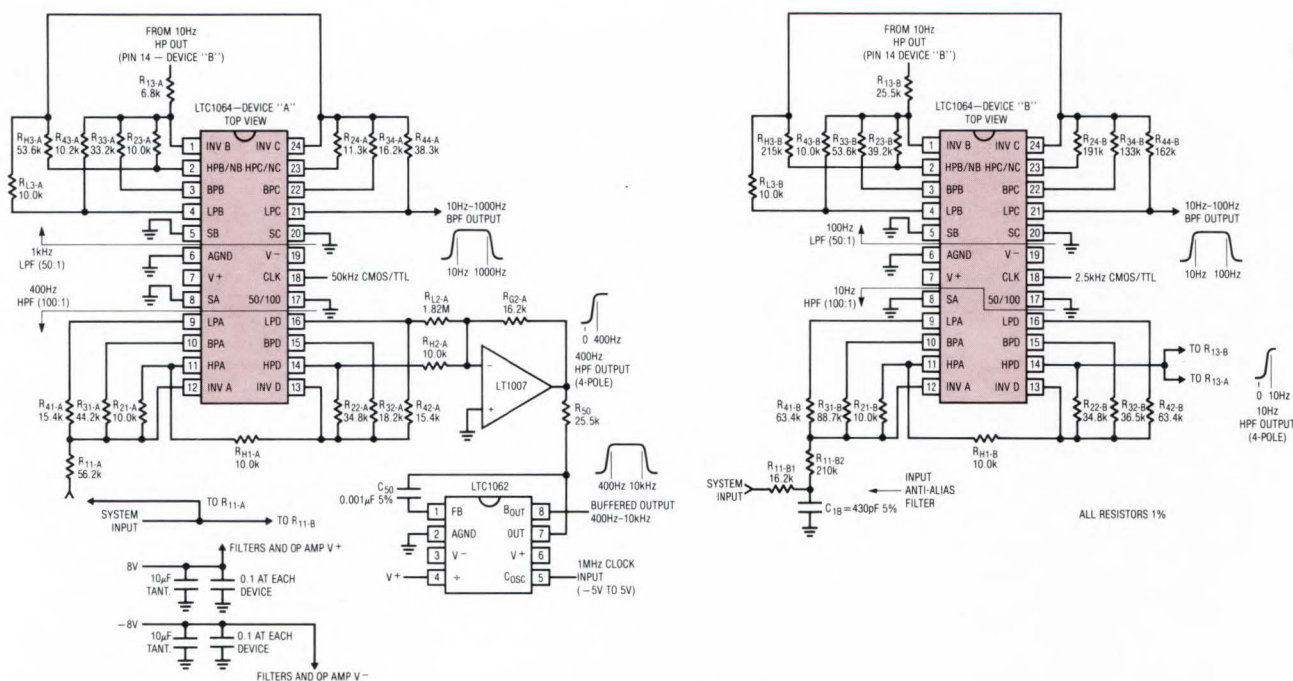 FROM 10Hz
HP OUT
(PIN 14 – DEVICE "B")
R13-A
6.8k
LTC1064—DEVICE "A"
TOP VIEW
RH3-A
53.6k
R43-A
10.2k
R33-A
33.2k
R23-A
10.0k
R24-A
11.3k
R34-A
16.2k
R44-A
38.3k
RL3-A
10.0k
1 INV B
INV C 24
2 HPB/NB
HPC/NC 23
3 BPB
BPC 22
4 LPB
LPC 21
5 SB
SC 20
6 AGND
V− 19
7 V+
CLK 18
8 SA
50/100 17
9 LPA
LPD 16
10 BPA
BPD 15
11 HPA
HPD 14
12 INV A
INV D 13
10Hz–1000Hz
BPF OUTPUT
10Hz 1000Hz
1kHz
LPF (50:1)
50kHz CMOS/TTL
400Hz
HPF (100:1)
RL2-A
1.82M
RG2-A
16.2k
RH2-A
10.0k
LT1007
−
+
0 400Hz
400Hz
HPF OUTPUT
(4-POLE)
R41-A
15.4k
R31-A
44.2k
R21-A
10.0k
R22-A
34.8k
R32-A
18.2k
R42-A
15.4k
RH1-A
10.0k
R11-A
56.2k
R50
25.5k
400Hz 10kHz
C50
0.001µF 5%
LTC1062
1 FB
BOUT 8
2 AGND
OUT 7
3 V−
V+ 6
4 ÷
COSC 5
V+
BUFFERED OUTPUT
400Hz–10kHz
1MHz CLOCK
INPUT
(−5V TO 5V)
TO R11-A
SYSTEM
INPUT
TO R11-B
FILTERS AND OP AMP V+
8V
10µF
TANT.
0.1 AT EACH
DEVICE
−8V
10µF
TANT.
0.1 AT EACH
DEVICE
FILTERS AND OP AMP V−
FROM 10Hz
HP OUT
(PIN 14 DEVICE "B")
R13-B
25.5k
LTC1064—DEVICE "B"
TOP VIEW
RH3-B
215k
R43-B
10.0k
R33-B
53.6k
R23-B
39.2k
R24-B
191k
R34-B
133k
R44-B
162k
RL3-B
10.0k
1 INV B
INV C 24
2 HPB/NB
HPC/NC 23
3 BPB
BPC 22
4 LPB
LPC 21
5 SB
SC 20
6 AGND
V− 19
7 V+
CLK 18
8 SA
50/100 17
9 LPA
LPD 16
10 BPA
BPD 15
11 HPA
HPD 14
12 INV A
INV D 13
10Hz–100Hz
BPF OUTPUT
10Hz 100Hz
100Hz
LPF (50:1)
2.5kHz CMOS/TTL
10Hz
HPF (100:1)
TO R13-B
TO R13-A
0 10Hz
10Hz
HPF OUTPUT
(4-POLE)
R41-B
63.4k
R31-B
88.7k
R21-B
10.0k
R22-B
34.8k
R32-B
36.5k
R42-B
63.4k
RH1-B
10.0k
R11-B1
16.2k
R11-B2
210k
SYSTEM
INPUT
INPUT
ANTI-ALIAS
FILTER
C1B = 430pF 5%
ALL RESISTORS 1%